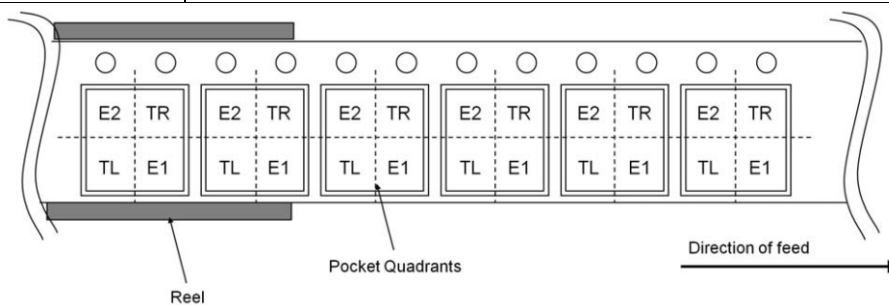 E2 TR E2 TR E2 TR E2 TR E2 TR E2 TR
TL E1 TL E1 TL E1 TL E1 TL E1 TL E1
Direction of feed
Pocket Quadrants
Reel